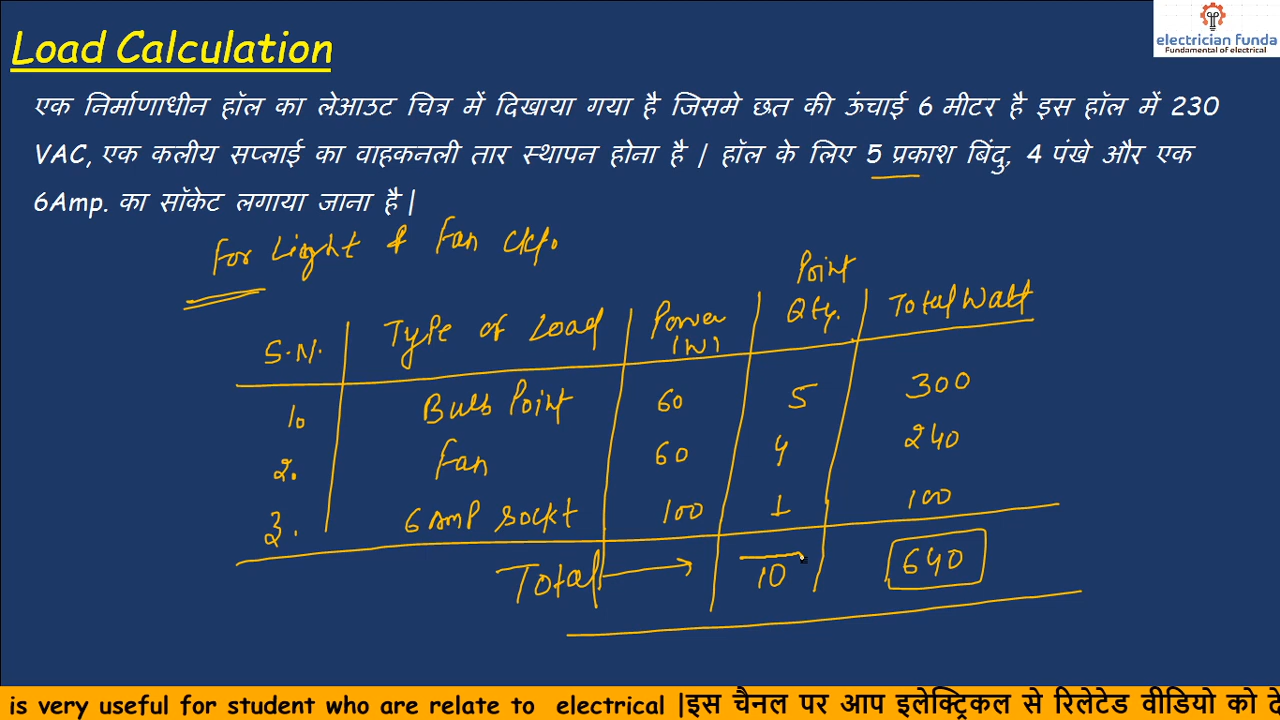 electrician funda
Fundamental of electrical
Load Calculation
एक निर्माणाधीन हॉल का लेआउट चित्र में दिखाया गया है जिसमे छत की ऊंचाई 6 मीटर है इस हॉल में 230
VAC, एक कलीय सप्लाई का वाहकनली तार स्थापन होना है | हॉल के लिए 5 प्रकाश बिंदु, 4 पंखे और एक
6Amp. का सॉकेट लगाया जाना है |
For Light & Fan Ckt.
S.N. Type of Load Power (W) Point Qty. Total Watt
1. Bulb Point 60 5 300
2. Fan 60 4 240
3. 6 Amp Sockt 100 1 100
Total → 10 640
is very useful for student who are relate to electrical |इस चैनल पर आप इलेक्ट्रिकल से रिलेटेड वीडियो को दे